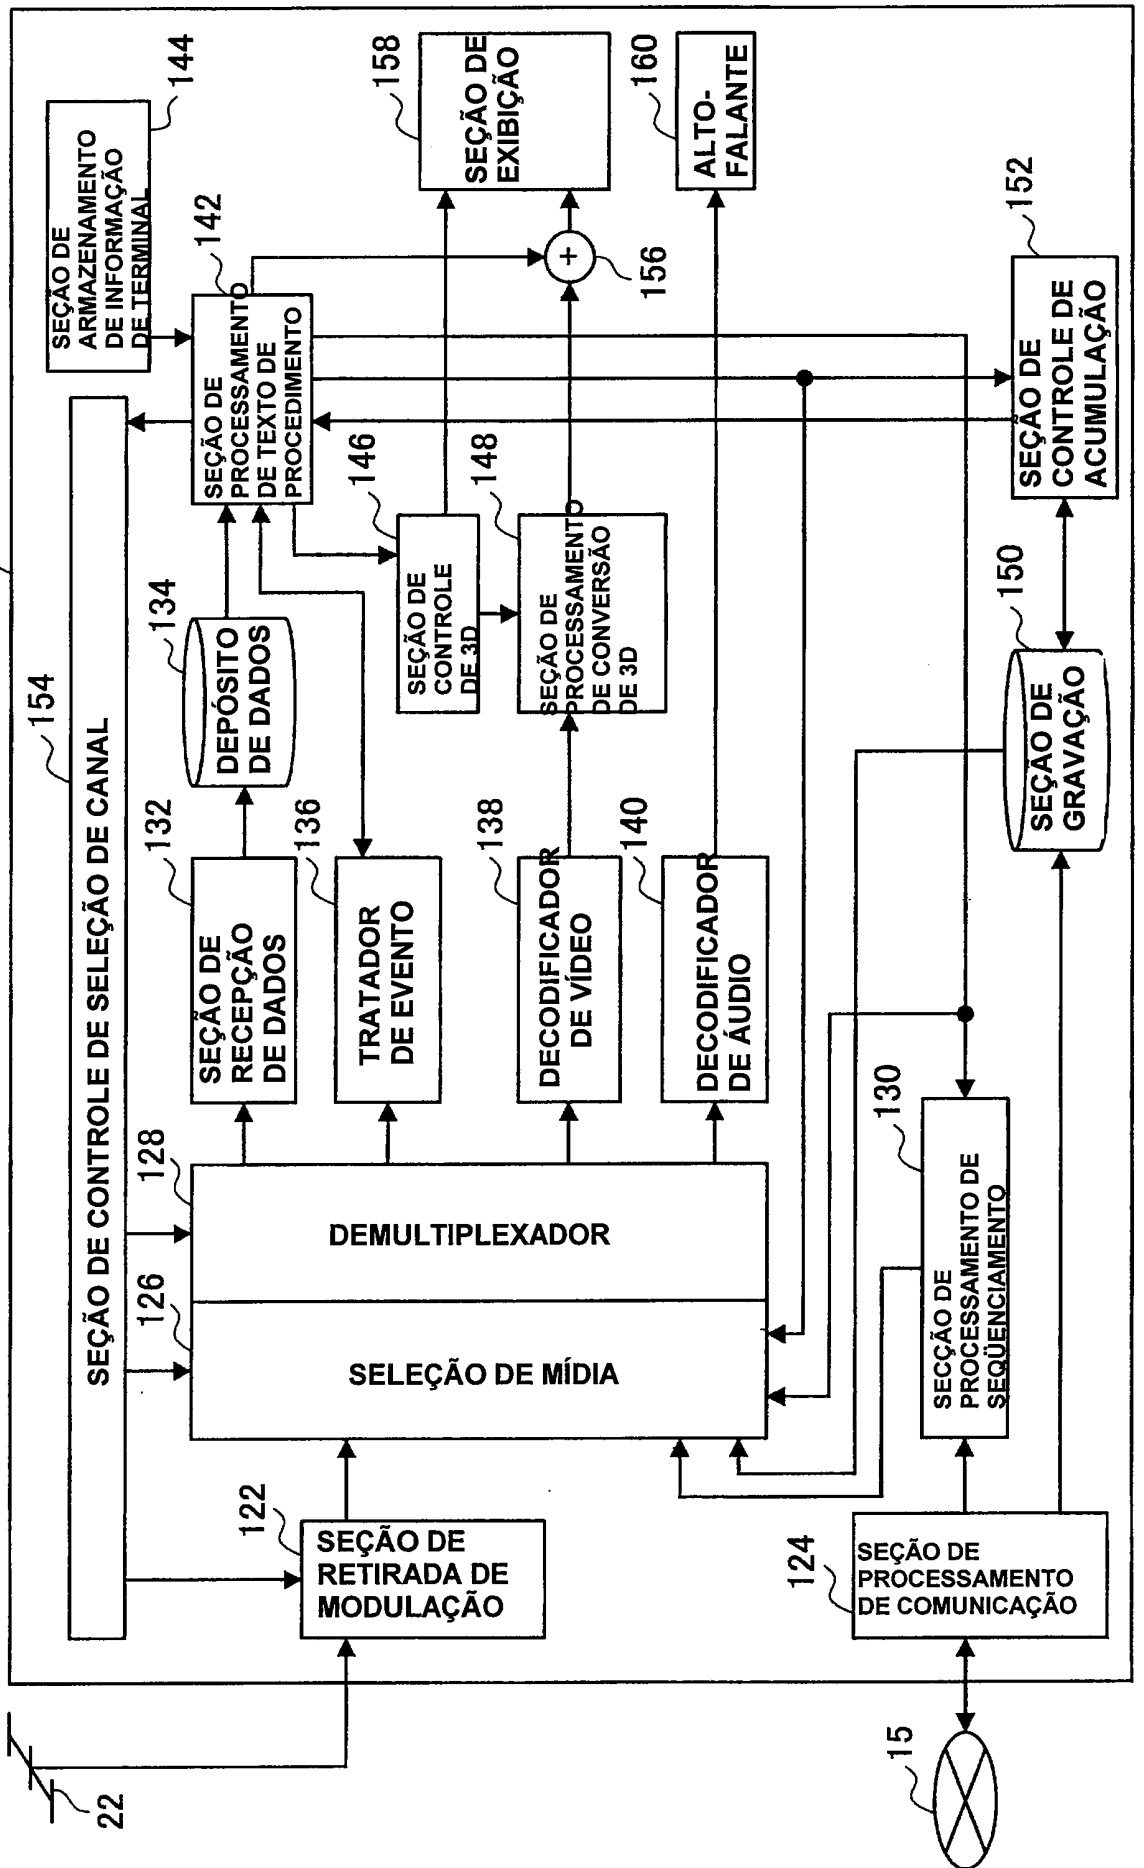 154
SEÇÃO DE CONTROLE DE SELEÇÃO DE CANAL
144
SEÇÃO DE
ARMAZENAMENTO
DE INFORMAÇÃO
DE TERMINAL
22
122
SEÇÃO DE
RETIRADA DE
MODULAÇÃO
126
SELEÇÃO DE MÍDIA
128
DEMULTIPLEXADOR
132
SEÇÃO DE
RECEPÇÃO
DE DADOS
134
DEPÓSITO
DE DADOS
142
SEÇÃO DE
PROCESSAMENTO
DE TEXTO DE
PROCEDIMENTO
136
TRATADOR
DE EVENTO
146
SEÇÃO DE
CONTROLE
DE 3D
158
SEÇÃO DE
EXIBIÇÃO
138
DECODIFICADOR
DE VÍDEO
148
SEÇÃO DE
PROCESSAMENTO
DE CONVERSÃO
DE 3D
+
156
140
DECODIFICADOR
DE ÁUDIO
160
ALTO-
FALANTE
15
124
SEÇÃO DE
PROCESSAMENTO
DE COMUNICAÇÃO
130
SECÇÃO DE
PROCESSAMENTO DE
SEQÜENCIAMENTO
150
SEÇÃO DE
GRAVAÇÃO
152
SEÇÃO DE
CONTROLE DE
ACUMULAÇÃO